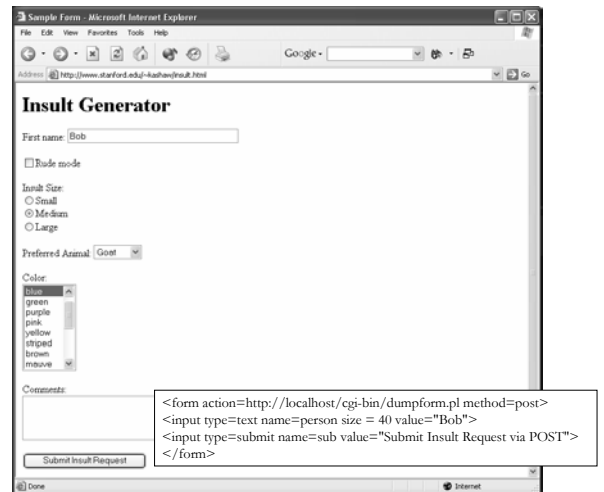 Sample Form - Microsoft Internet Explorer
File Edit View Favorites Tools Help
Google
Address http://www.stanford.edu/~kashaw/insult.html Go
Insult Generator
First name: Bob
Rude mode
Insult Size:
Small
Medium
Large
Preferred Animal: Goat
Color:
blue
green
purple
pink
yellow
striped
brown
mauve
Comments:
<form action=http://localhost/cgi-bin/dumpform.pl method=post>
<input type=text name=person size = 40 value="Bob">
<input type=submit name=sub value="Submit Insult Request via POST">
</form>
Submit Insult Request
Done Internet